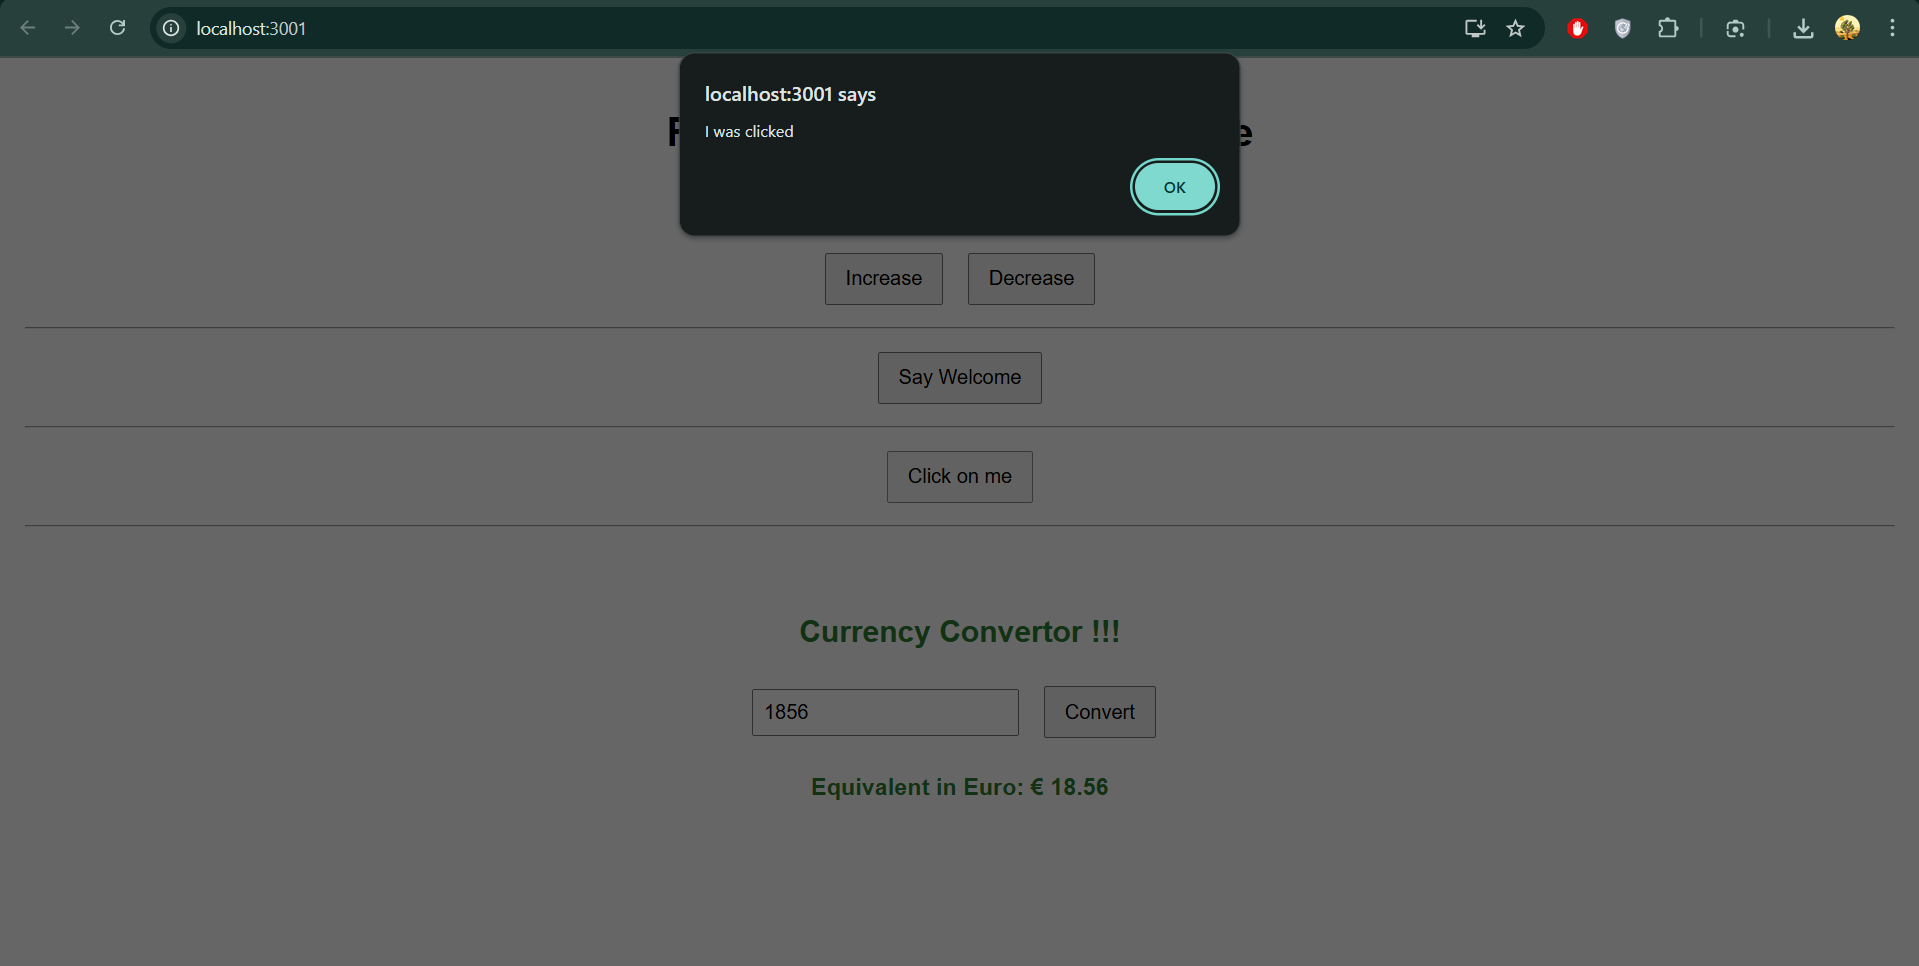 localhost:3001
localhost:3001 says
I was clicked
OK
Increase Decrease
Say Welcome
Click on me
Currency Convertor !!!
1856 Convert
Equivalent in Euro: € 18.56